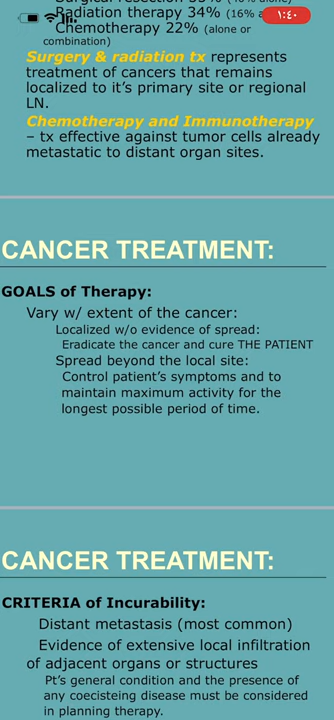 Radiation therapy 34% (16% a
١:٤٠
Chemotherapy 22% (alone or
combination)
Surgery & radiation tx represents
treatment of cancers that remains
localized to it's primary site or regional
LN.
Chemotherapy and Immunotherapy
– tx effective against tumor cells already
metastatic to distant organ sites.
CANCER TREATMENT:
GOALS of Therapy:
Vary w/ extent of the cancer:
Localized w/o evidence of spread:
Eradicate the cancer and cure THE PATIENT
Spread beyond the local site:
Control patient's symptoms and to
maintain maximum activity for the
longest possible period of time.
CANCER TREATMENT:
CRITERIA of Incurability:
Distant metastasis (most common)
Evidence of extensive local infiltration
of adjacent organs or structures
Pt's general condition and the presence of
any coecisteing disease must be considered
in planning therapy.